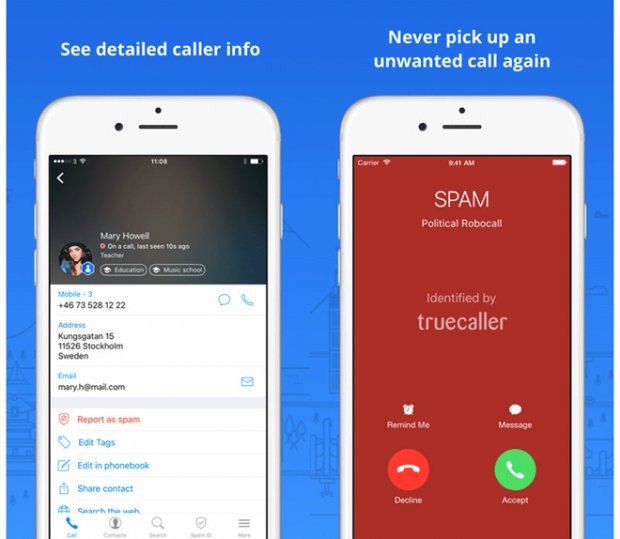 See detailed caller info
3
11:08
Mary Howell
On a call, last seen 10s ago
Teacher
Education
Music school
Mobile - 3
+46 73 528 12 22
Address
Kungsgatan 15
11526 Stockholm
Sweden
Email
mary.h@mail.com
Report as spam
Edit Tags
Edit in phonebook
Share contact
Search the web
Call
Contacts
Search
Spam ID
More
Never pick up an
unwanted call again
Carrier
9:41 AM
SPAM
Political Robocall
Identified by
truecaller
Remind Me
Message
Decline
Accept